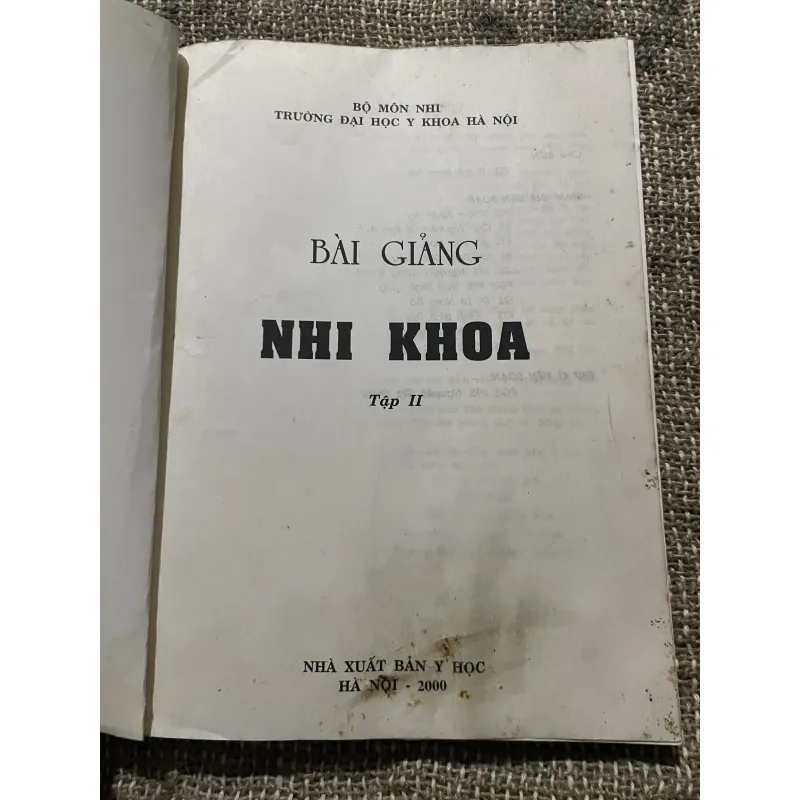 BỘ MÔN NHI
TRƯỜNG ĐẠI HỌC Y KHOA HÀ NỘI
BÀI GIẢNG
NHI KHOA
Tập II
NHÀ XUẤT BẢN Y HỌC
HÀ NỘI - 2000